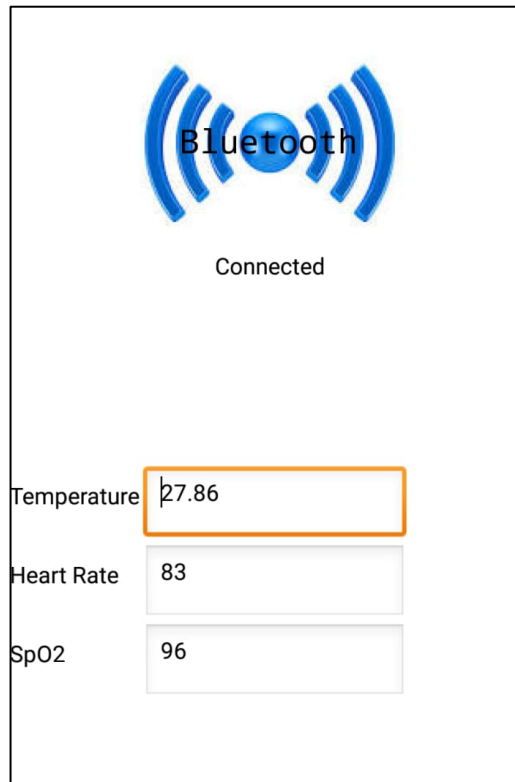 Bluetooth
Connected
Temperature 27.86
Heart Rate 83
SpO2 96